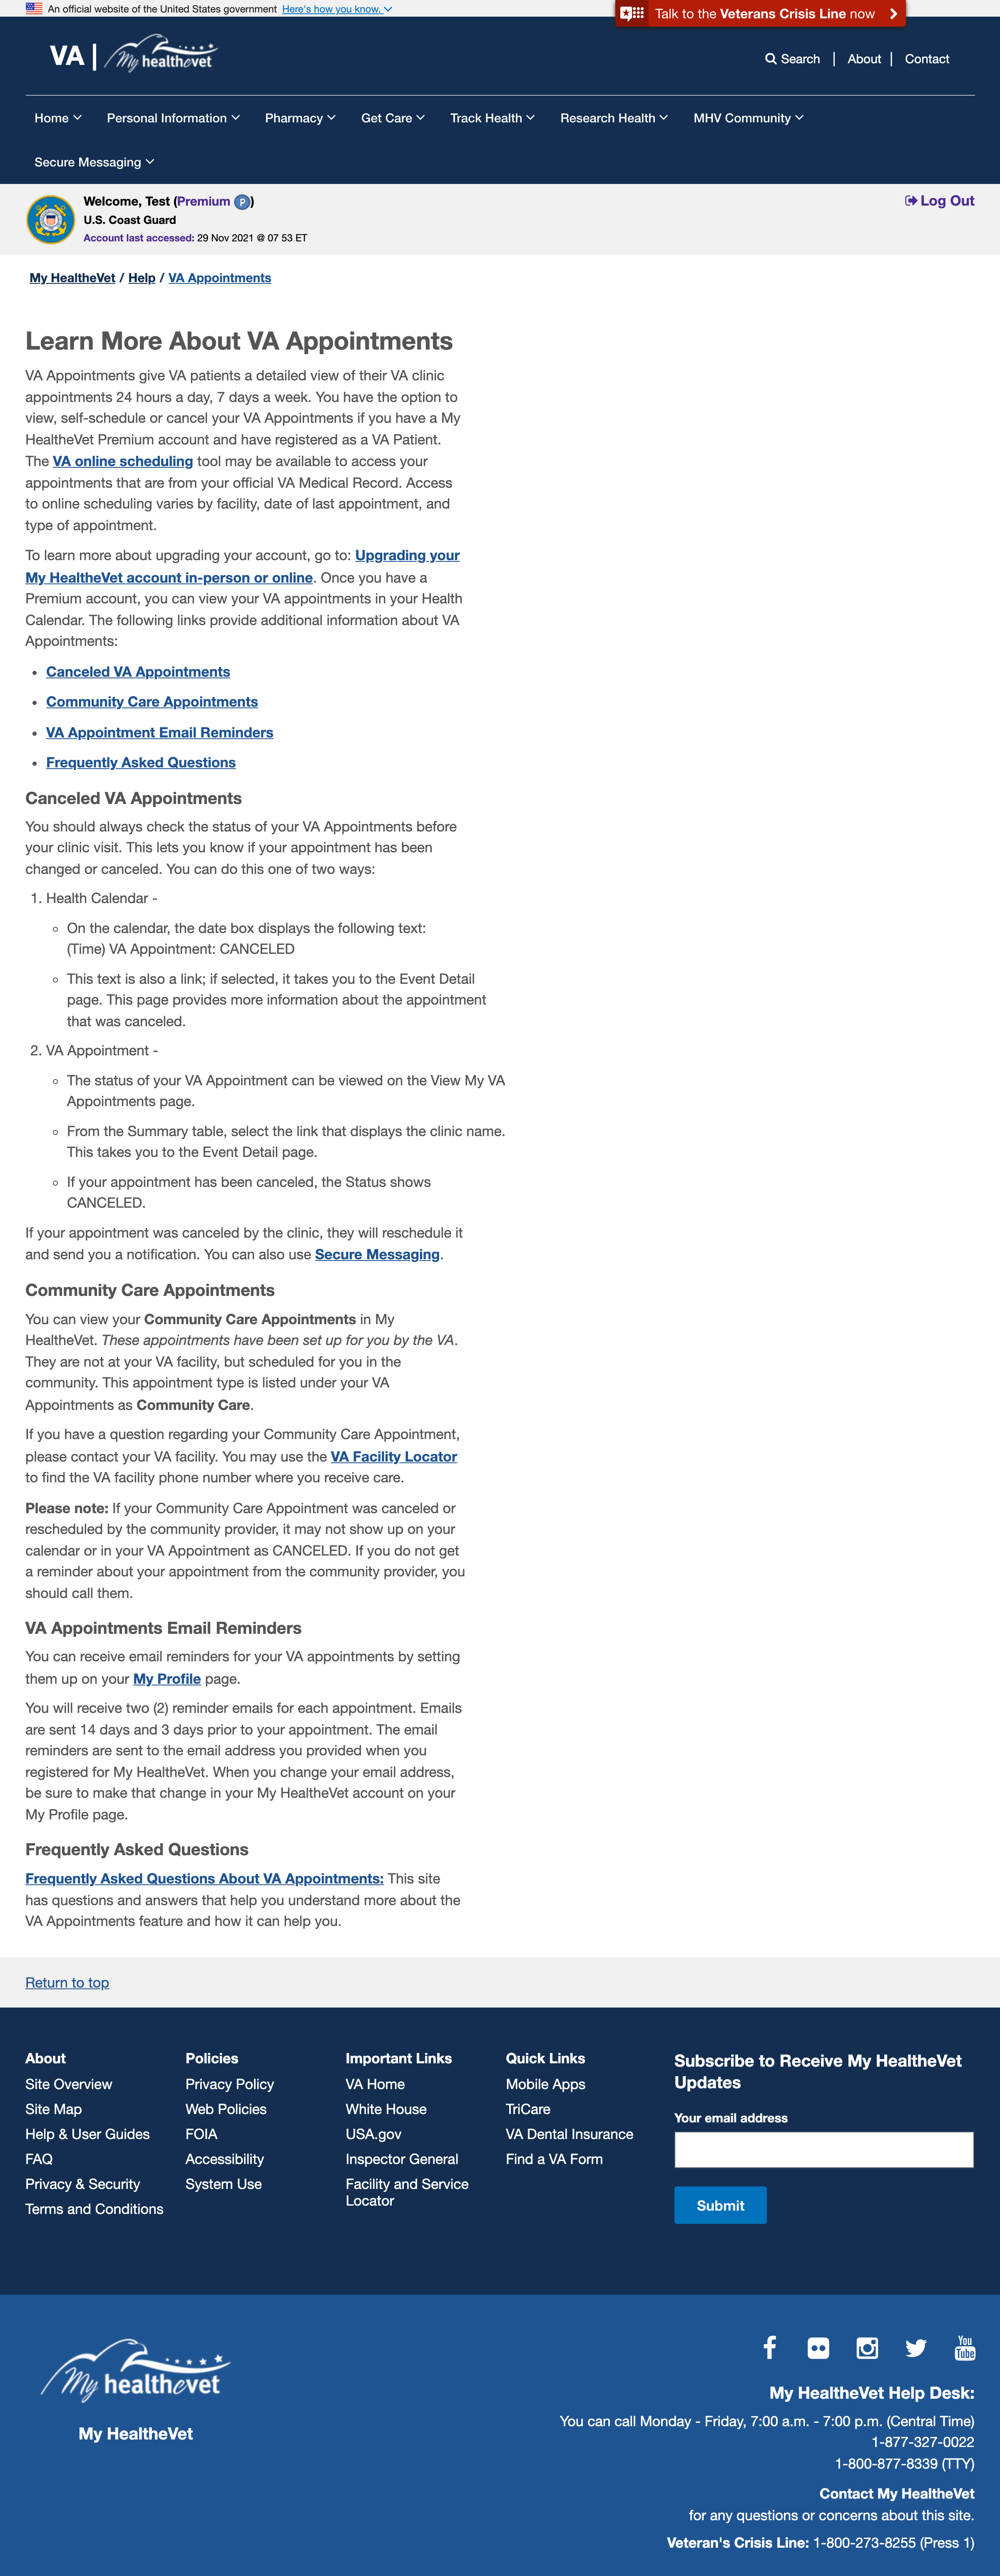 An official website of the United States government Here's how you know.
Talk to the Veterans Crisis Line now
VA | My healthevet
Search | About | Contact
Home Personal Information Pharmacy Get Care Track Health Research Health MHV Community
Secure Messaging
Welcome, Test (Premium P)
Log Out
U.S. Coast Guard
Account last accessed: 29 Nov 2021 @ 07 53 ET
My HealtheVet / Help / VA Appointments
Learn More About VA Appointments
VA Appointments give VA patients a detailed view of their VA clinic
appointments 24 hours a day, 7 days a week. You have the option to
view, self-schedule or cancel your VA Appointments if you have a My
HealtheVet Premium account and have registered as a VA Patient.
The VA online scheduling tool may be available to access your
appointments that are from your official VA Medical Record. Access
to online scheduling varies by facility, date of last appointment, and
type of appointment.
To learn more about upgrading your account, go to: Upgrading your
My HealtheVet account in-person or online. Once you have a
Premium account, you can view your VA appointments in your Health
Calendar. The following links provide additional information about VA
Appointments:
• Canceled VA Appointments
• Community Care Appointments
• VA Appointment Email Reminders
• Frequently Asked Questions
Canceled VA Appointments
You should always check the status of your VA Appointments before
your clinic visit. This lets you know if your appointment has been
changed or canceled. You can do this one of two ways:
1. Health Calendar -
◦ On the calendar, the date box displays the following text:
(Time) VA Appointment: CANCELED
◦ This text is also a link; if selected, it takes you to the Event Detail
page. This page provides more information about the appointment
that was canceled.
2. VA Appointment -
◦ The status of your VA Appointment can be viewed on the View My VA
Appointments page.
◦ From the Summary table, select the link that displays the clinic name.
This takes you to the Event Detail page.
◦ If your appointment has been canceled, the Status shows
CANCELED.
If your appointment was canceled by the clinic, they will reschedule it
and send you a notification. You can also use Secure Messaging.
Community Care Appointments
You can view your Community Care Appointments in My
HealtheVet. These appointments have been set up for you by the VA.
They are not at your VA facility, but scheduled for you in the
community. This appointment type is listed under your VA
Appointments as Community Care.
If you have a question regarding your Community Care Appointment,
please contact your VA facility. You may use the VA Facility Locator
to find the VA facility phone number where you receive care.
Please note: If your Community Care Appointment was canceled or
rescheduled by the community provider, it may not show up on your
calendar or in your VA Appointment as CANCELED. If you do not get
a reminder about your appointment from the community provider, you
should call them.
VA Appointments Email Reminders
You can receive email reminders for your VA appointments by setting
them up on your My Profile page.
You will receive two (2) reminder emails for each appointment. Emails
are sent 14 days and 3 days prior to your appointment. The email
reminders are sent to the email address you provided when you
registered for My HealtheVet. When you change your email address,
be sure to make that change in your My HealtheVet account on your
My Profile page.
Frequently Asked Questions
Frequently Asked Questions About VA Appointments: This site
has questions and answers that help you understand more about the
VA Appointments feature and how it can help you.
Return to top
About
Site Overview
Site Map
Help & User Guides
FAQ
Privacy & Security
Terms and Conditions
Policies
Privacy Policy
Web Policies
FOIA
Accessibility
System Use
Important Links
VA Home
White House
USA.gov
Inspector General
Facility and Service
Locator
Quick Links
Mobile Apps
TriCare
VA Dental Insurance
Find a VA Form
Subscribe to Receive My HealtheVet
Updates
Your email address
Submit
My healthevet
My HealtheVet
You Tube
My HealtheVet Help Desk:
You can call Monday - Friday, 7:00 a.m. - 7:00 p.m. (Central Time)
1-877-327-0022
1-800-877-8339 (TTY)
Contact My HealtheVet
for any questions or concerns about this site.
Veteran's Crisis Line: 1-800-273-8255 (Press 1)